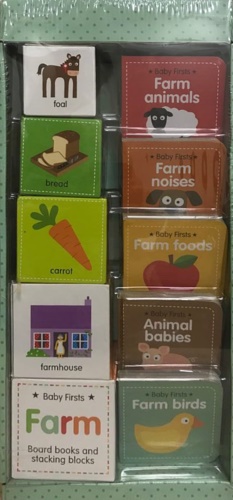 foal
bread
carrot
farmhouse
★ Baby Firsts ★
Farm
Board books and
stacking blocks
★ Baby Firsts ★
Farm
animals
★ Baby Firsts ★
Farm
noises
★ Baby Firsts ★
Farm foods
★ Baby Firsts ★
Animal
babies
★ Baby Firsts ★
Farm birds